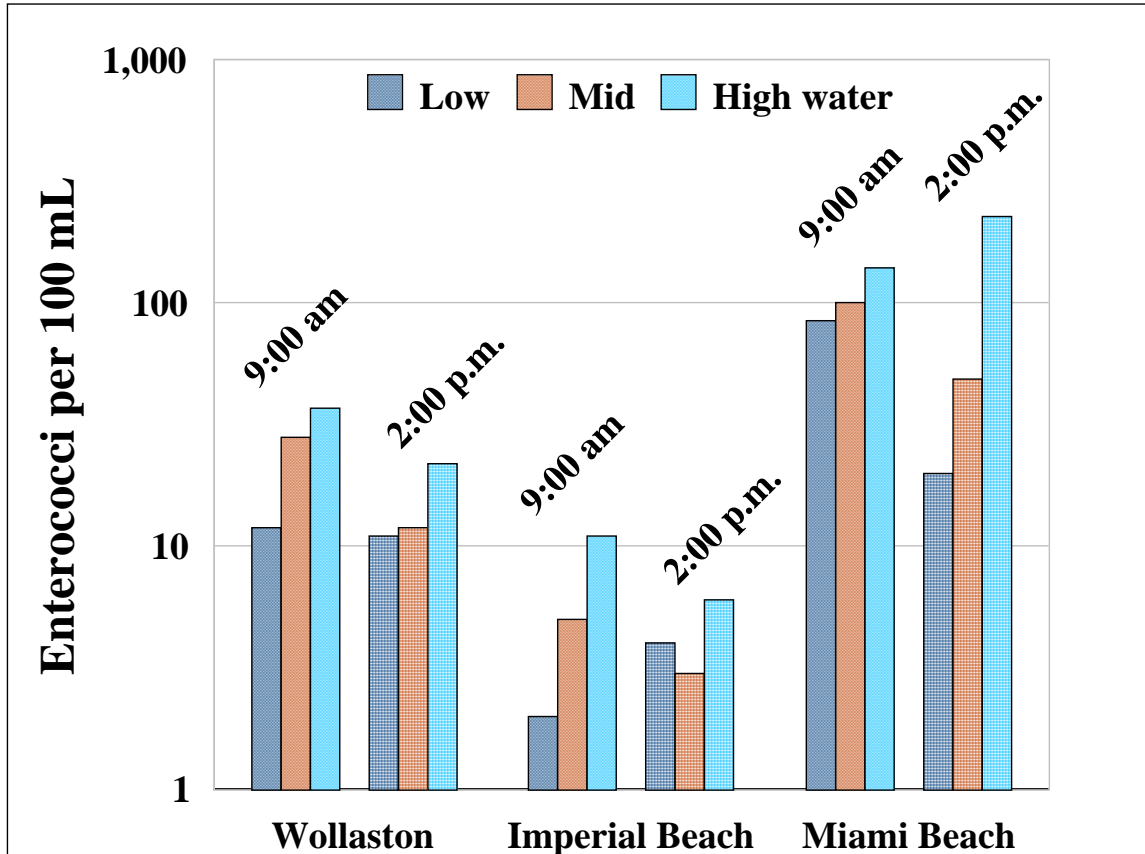 1,000
Low Mid High water
2:00 p.m.
9:00 am
Enterococci per 100 mL
100
9:00 am
2:00 p.m.
9:00 am
10
2:00 p.m.
1
Wollaston Imperial Beach Miami Beach